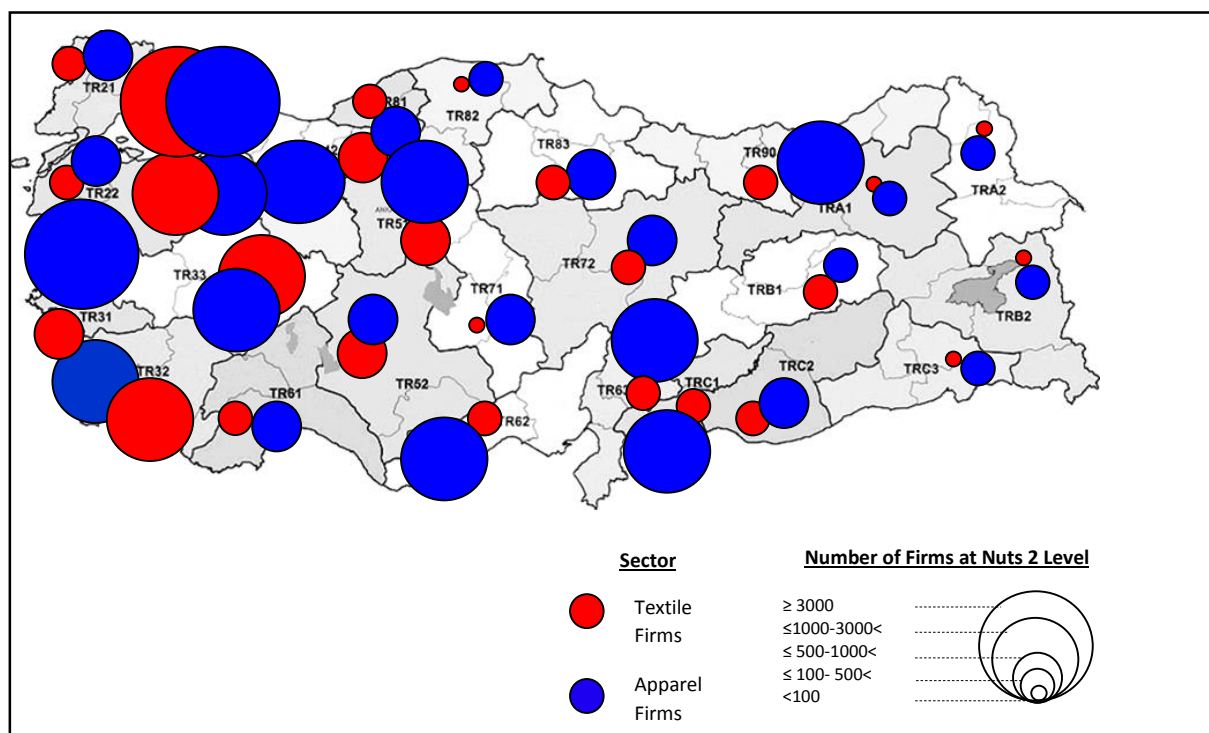 TR21
R81
TR82
TR83
TR90
TR22
TRA1
TRA2
TR51
TR72
TR33
TR71
TRB1
TR31
TRB2
TR32
TR61
TR52
TR62
TR63
TRC1
TRC2
TRC3
Sector
Number of Firms at Nuts 2 Level
Textile
Firms
Apparel
Firms
≥ 3000
≤1000-3000<
≤ 500-1000<
≤ 100- 500<
<100